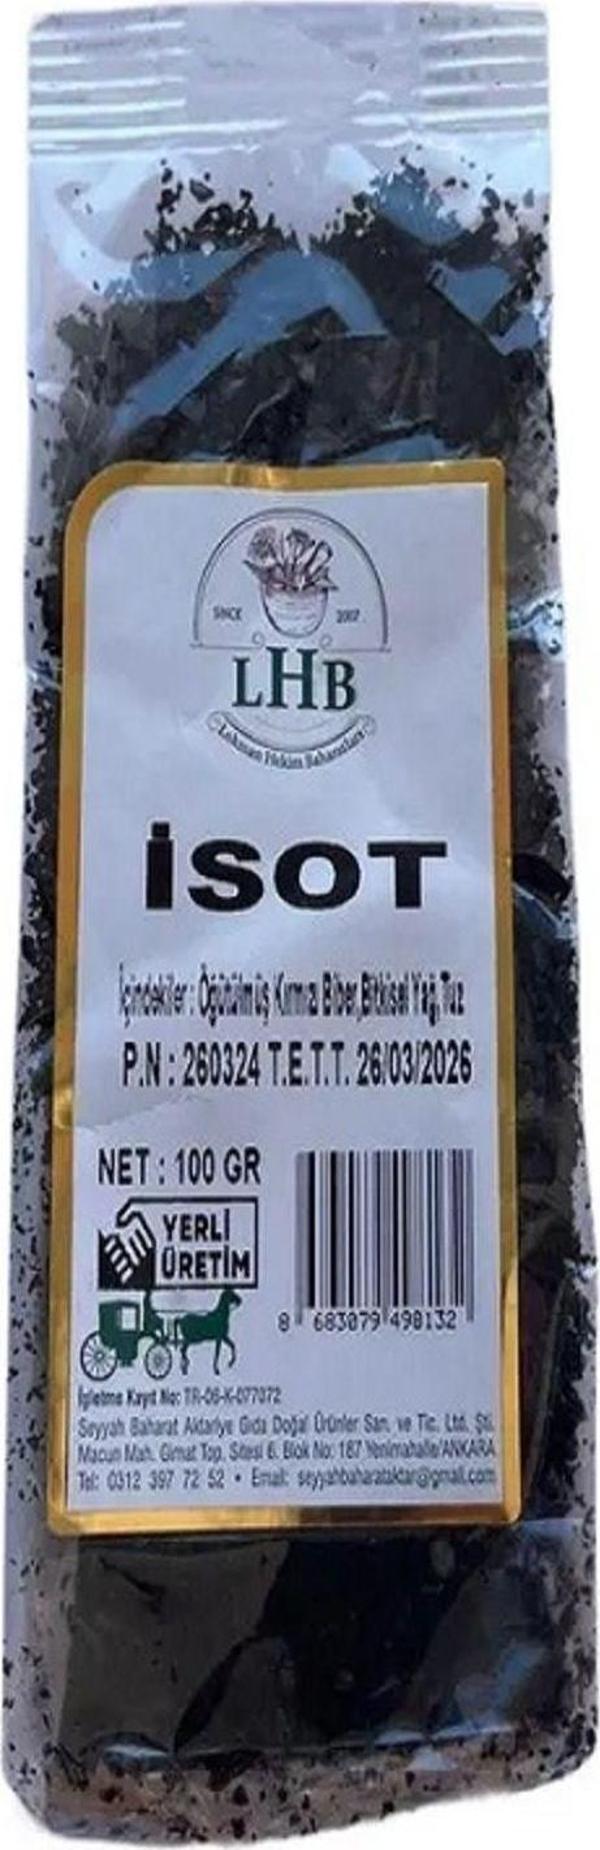 SINCE 2007
LHB
Lokman Hekim Baharatları
İSOT
İçindekiler : Öğütülmüş Kırmızı Biber,Bitkisel Yağ,Tuz
P.N : 260324 T.E.T.T. 26/03/2026
NET : 100 GR
YERLİ
ÜRETİM
8 683079 498132
İşletme Kayıt No: TR-06-K-077072
Seyyah Baharat Aktariye Gıda Doğal Ürünler San. ve Tic. Ltd. Şti.
Macun Mah. Gimat Top. Sitesi 6. Blok No: 187 Yenimahalle/ANKARA
Tel: 0312 397 72 52 • Email: seyyahbaharataktar@gmail.com